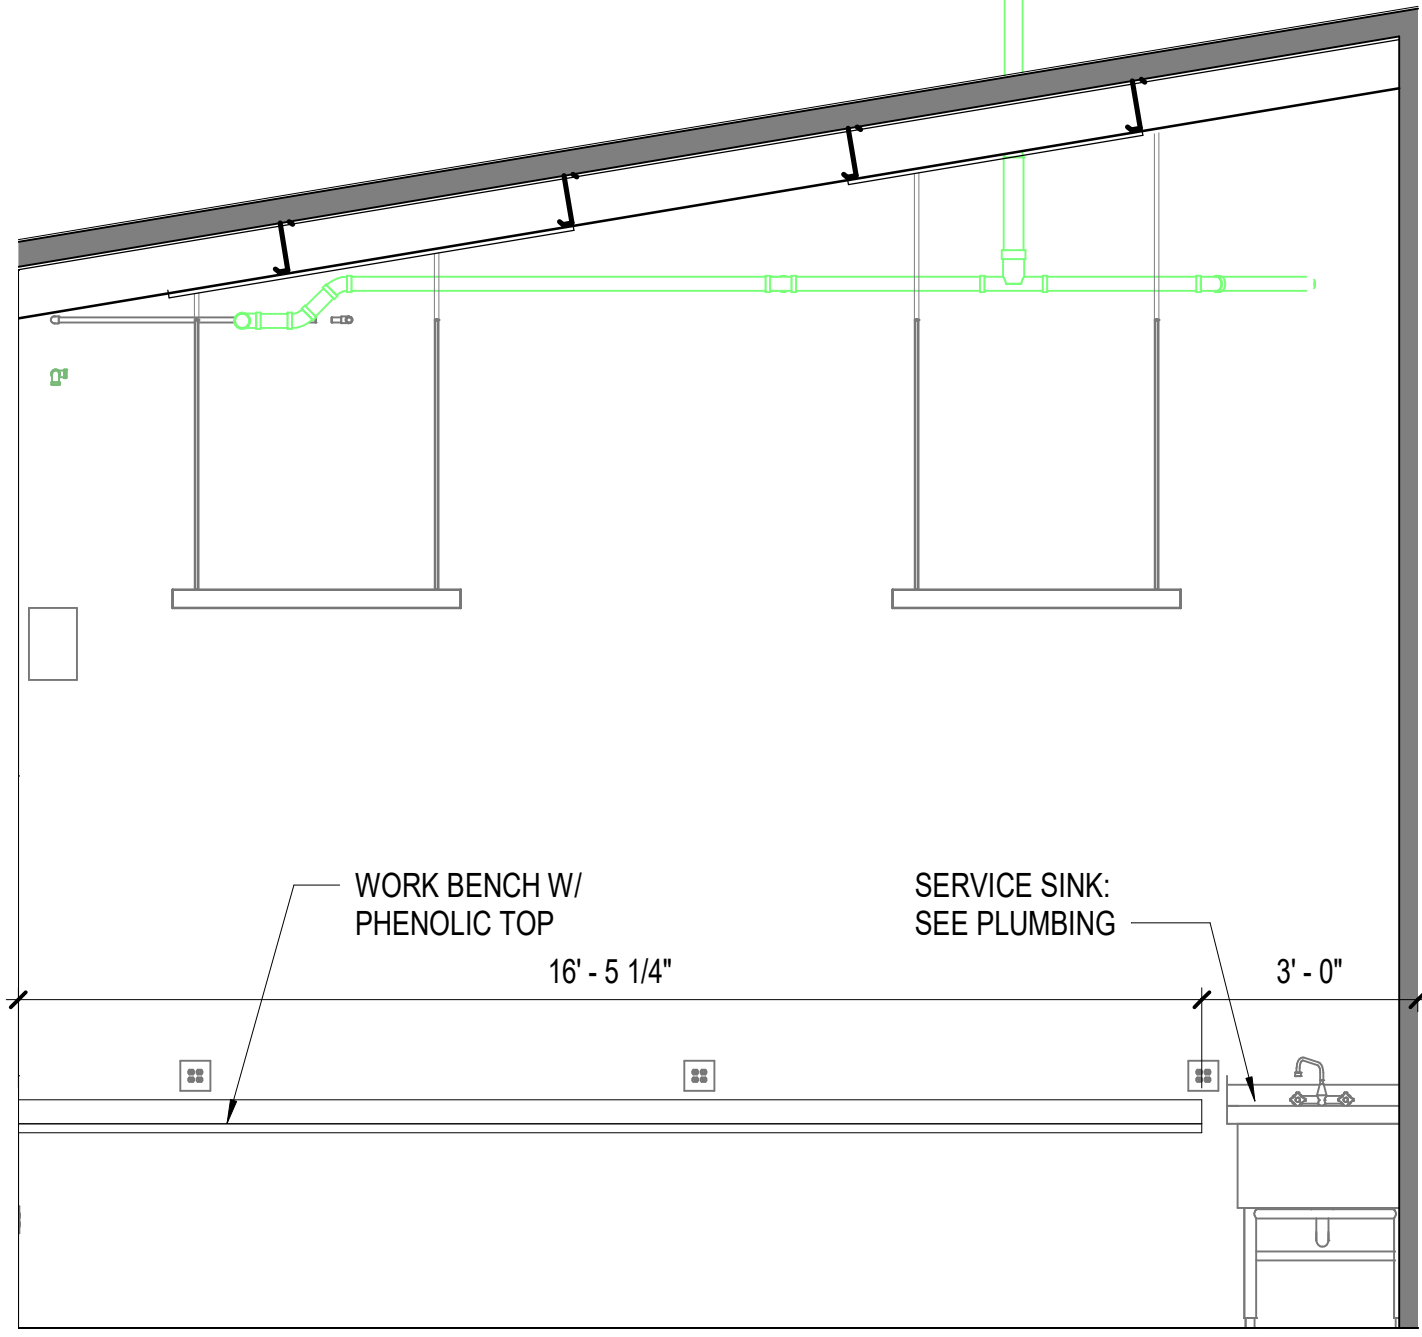 WORK BENCH W/
PHENOLIC TOP
SERVICE SINK:
SEE PLUMBING
16' - 5 1/4"
3' - 0"